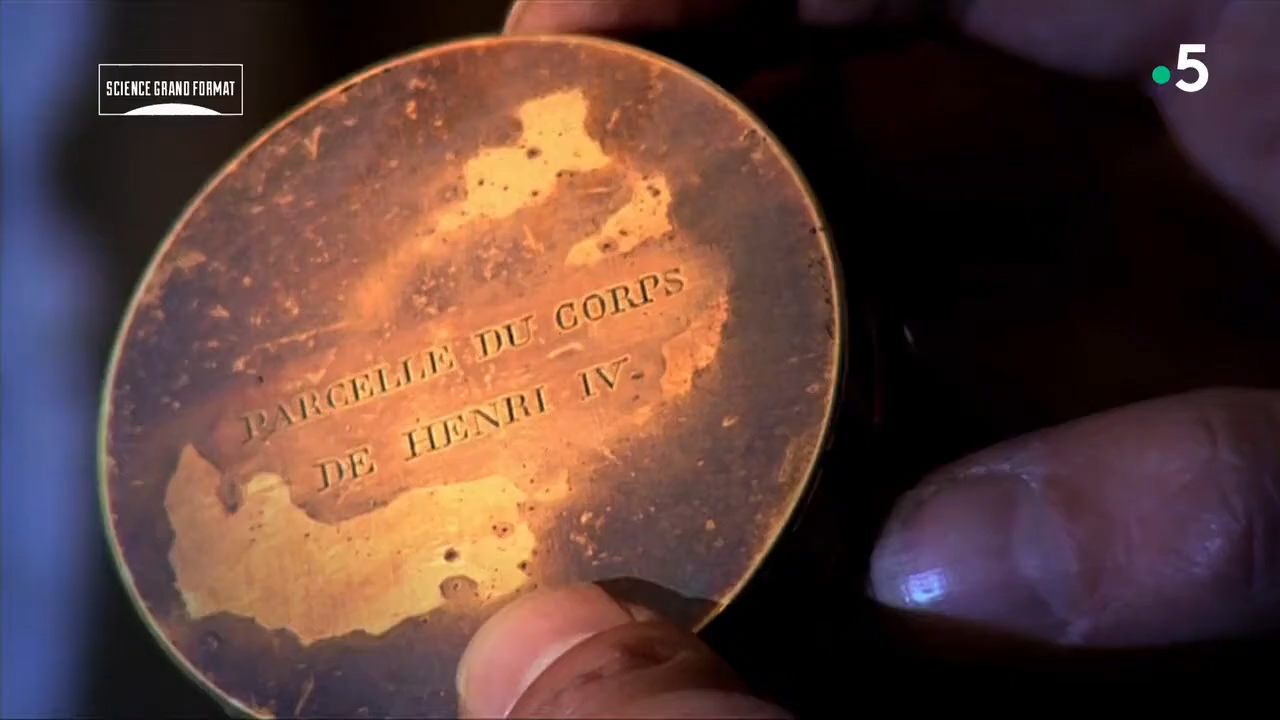 SCIENCE GRAND FORMAT
5
PARCELLE DU CORPS
DE HENRI IV.